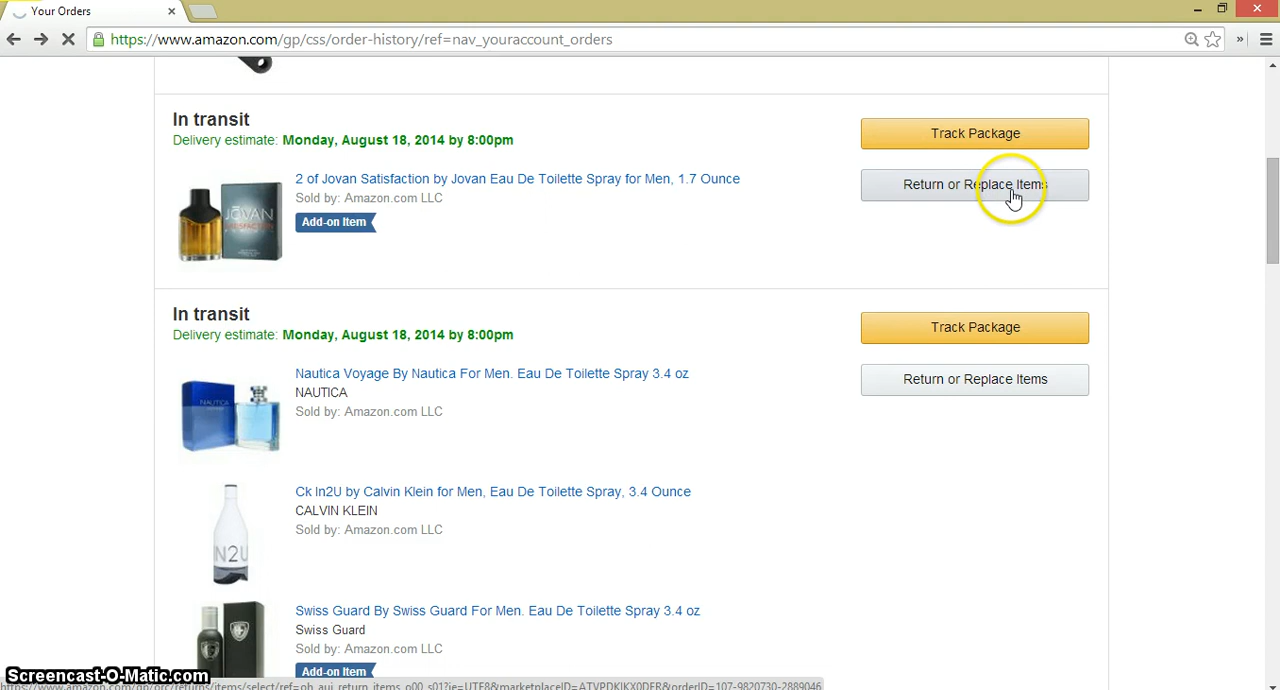 Your Orders
https://www.amazon.com/gp/css/order-history/ref=nav_youraccount_orders
In transit
Delivery estimate: Monday, August 18, 2014 by 8:00pm
Track Package
2 of Jovan Satisfaction by Jovan Eau De Toilette Spray for Men, 1.7 Ounce
Return or Replace Items
Sold by: Amazon.com LLC
Add-on Item
JOVAN
In transit
Delivery estimate: Monday, August 18, 2014 by 8:00pm
Track Package
Nautica Voyage By Nautica For Men. Eau De Toilette Spray 3.4 oz
Return or Replace Items
NAUTICA
Sold by: Amazon.com LLC
NAUTICA
Ck In2U by Calvin Klein for Men, Eau De Toilette Spray, 3.4 Ounce
CALVIN KLEIN
Sold by: Amazon.com LLC
N2U
Swiss Guard By Swiss Guard For Men. Eau De Toilette Spray 3.4 oz
Swiss Guard
Sold by: Amazon.com LLC
Add-on Item
Screencast-O-Matic.com